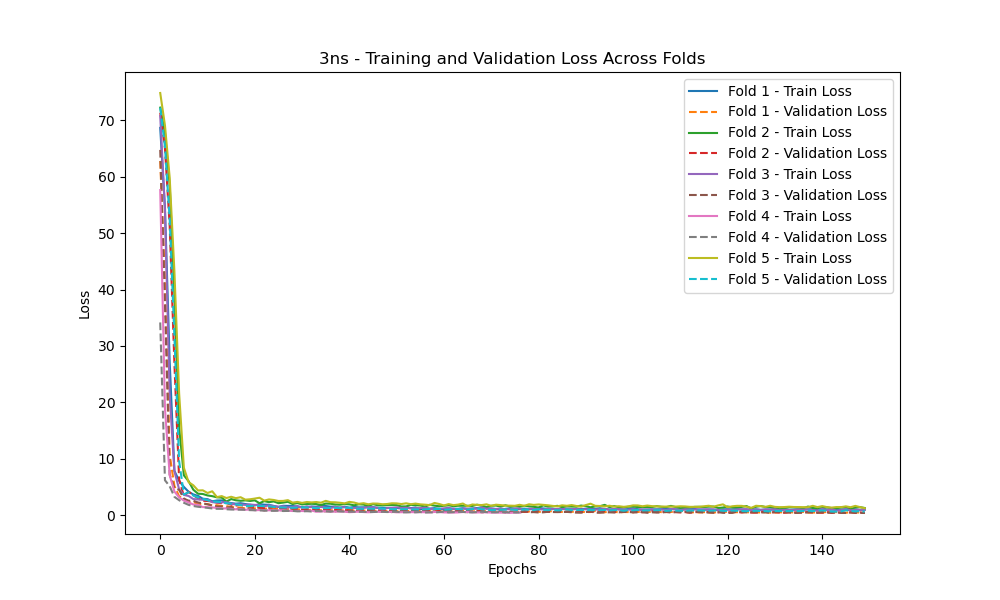 3ns - Training and Validation Loss Across Folds
Fold 1 - Train Loss
Fold 1 - Validation Loss
Fold 2 - Train Loss
Fold 2 - Validation Loss
Fold 3 - Train Loss
Fold 3 - Validation Loss
Fold 4 - Train Loss
Fold 4 - Validation Loss
Fold 5 - Train Loss
Fold 5 - Validation Loss
Loss
70
60
50
40
30
20
10
0
0 20 40 60 80 100 120 140
Epochs